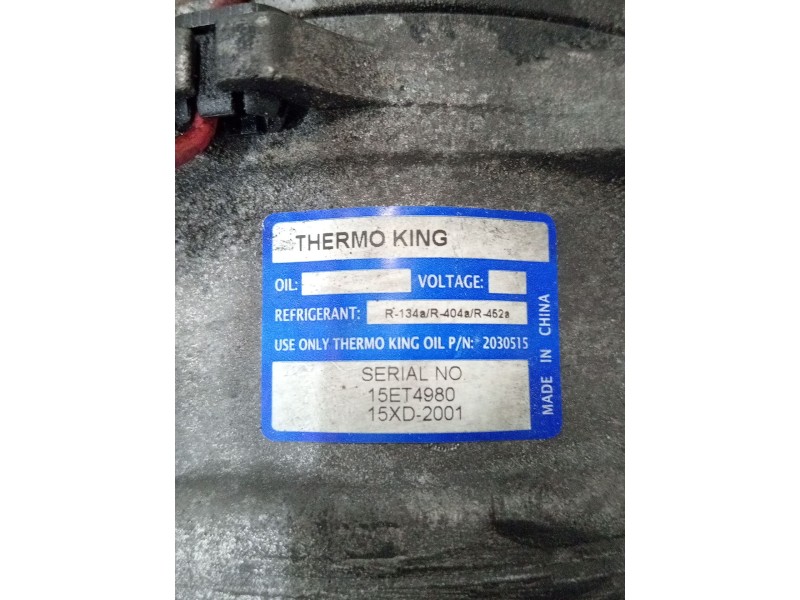 THERMO KING
OIL: VOLTAGE:
REFRIGERANT: R-134a/R-404a/R-452a
USE ONLY THERMO KING OIL P/N: 2030515
SERIAL NO.
15ET4980
15XD-2001
MADE IN CHINA